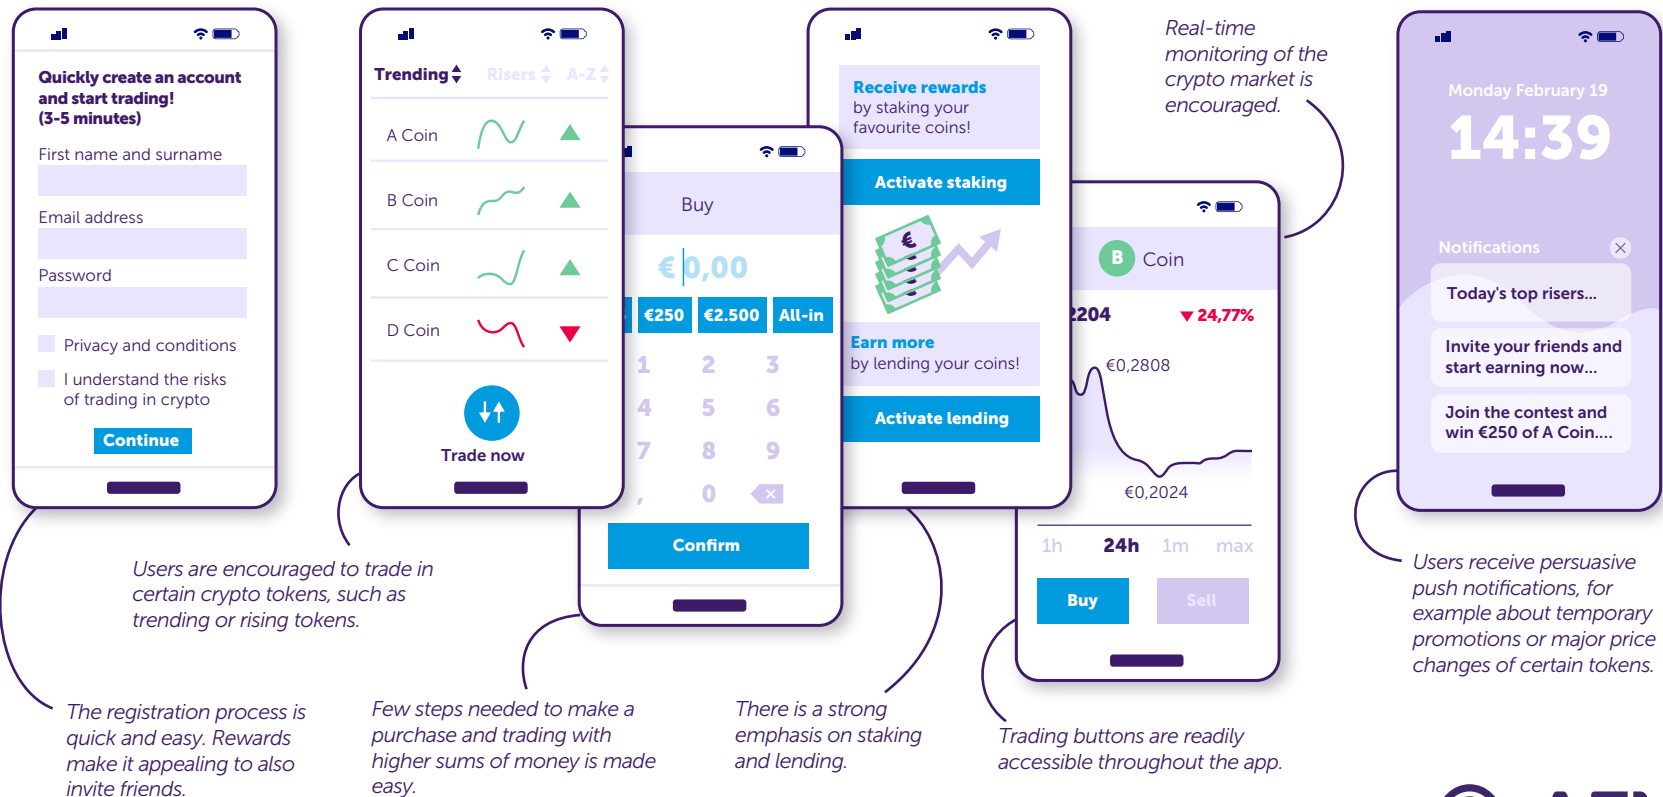 Quickly create an account
and start trading!
(3-5 minutes)
First name and surname
Email address
Password
Privacy and conditions
I understand the risks
of trading in crypto
Continue
Trending Risers A-Z
A Coin
B Coin
C Coin
D Coin
Trade now
Buy
€ 0,00
€250 €2.500 All-in
1 2 3
4 5 6
7 8 9
, 0
Confirm
Receive rewards
by staking your
favourite coins!
Activate staking
€
Earn more
by lending your coins!
Activate lending
B Coin
2204 24,77%
€0,2808
€0,2024
1h 24h 1m max
Buy Sell
Monday February 19
14:39
Notifications
Today's top risers...
Invite your friends and
start earning now...
Join the contest and
win €250 of A Coin....
Real-time
monitoring of the
crypto market is
encouraged.
Users are encouraged to trade in
certain crypto tokens, such as
trending or rising tokens.
The registration process is
quick and easy. Rewards
make it appealing to also
invite friends.
Few steps needed to make a
purchase and trading with
higher sums of money is made
easy.
There is a strong
emphasis on staking
and lending.
Trading buttons are readily
accessible throughout the app.
Users receive persuasive
push notifications, for
example about temporary
promotions or major price
changes of certain tokens.